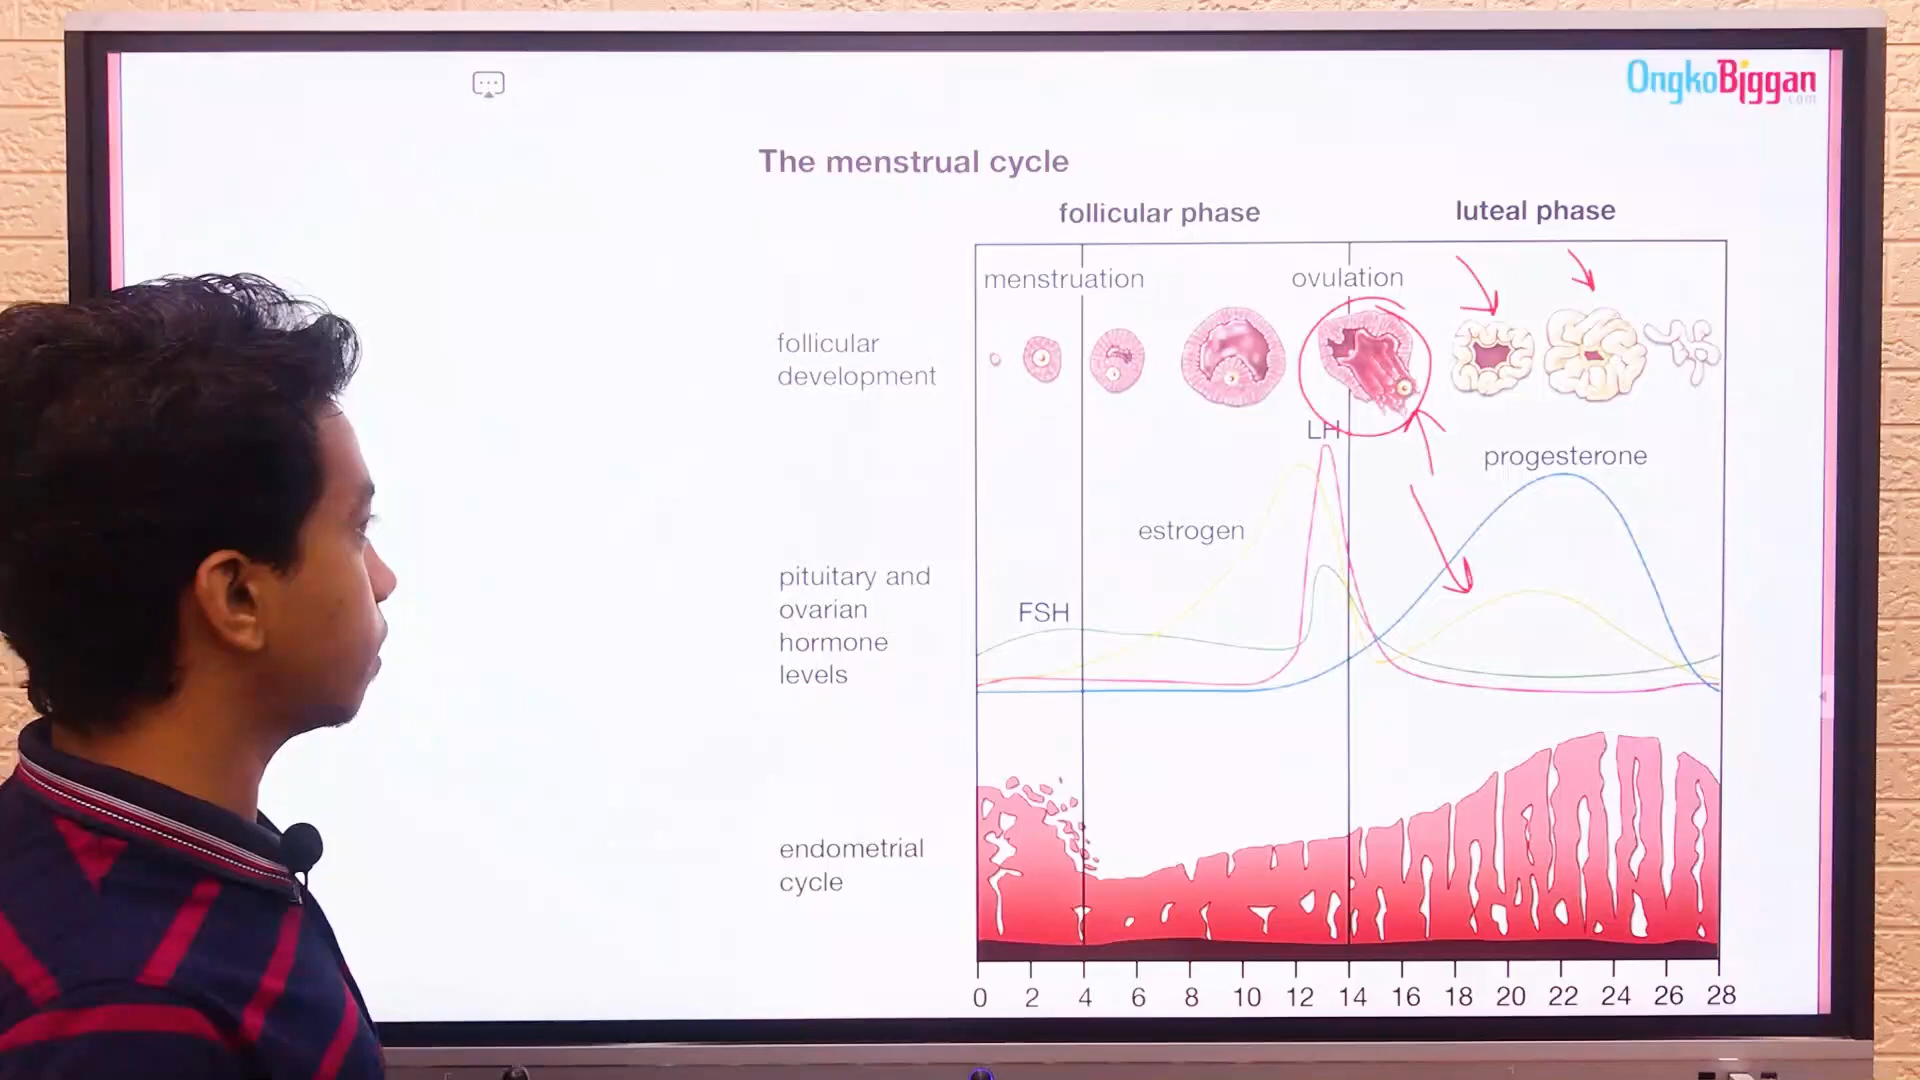 OngkoBiggan
.com
The menstrual cycle
follicular phase
luteal phase
menstruation
ovulation
follicular
development
LH
progesterone
estrogen
pituitary and
ovarian
hormone
levels
FSH
endometrial
cycle
0 2 4 6 8 10 12 14 16 18 20 22 24 26 28